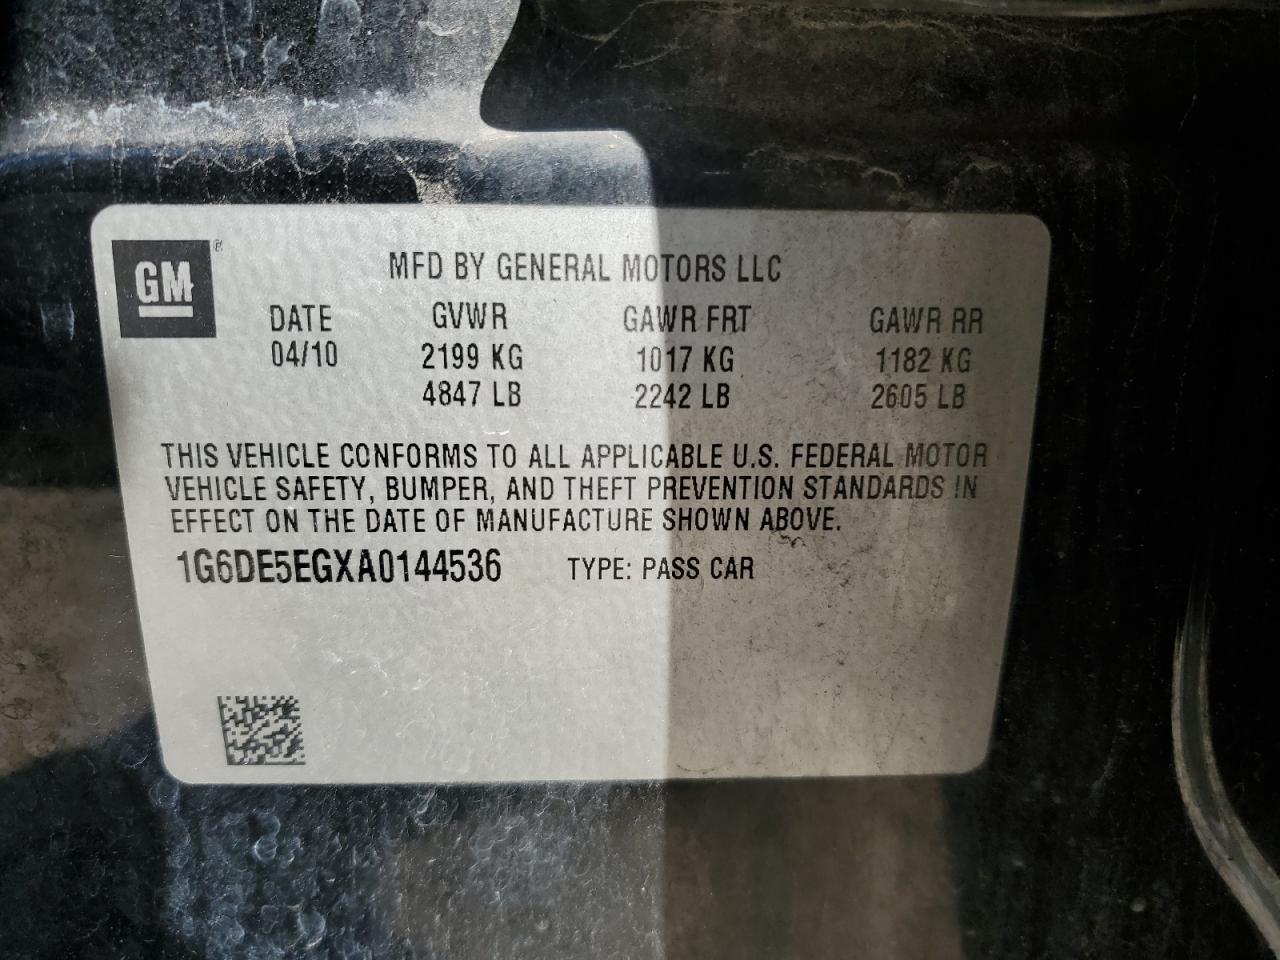 GM ®
MFD BY GENERAL MOTORS LLC
DATE GVWR GAWR FRT GAWR RR
04/10 2199 KG 1017 KG 1182 KG
4847 LB 2242 LB 2605 LB
THIS VEHICLE CONFORMS TO ALL APPLICABLE U.S. FEDERAL MOTOR
VEHICLE SAFETY, BUMPER, AND THEFT PREVENTION STANDARDS IN
EFFECT ON THE DATE OF MANUFACTURE SHOWN ABOVE.
1G6DE5EGXA0144536 TYPE: PASS CAR